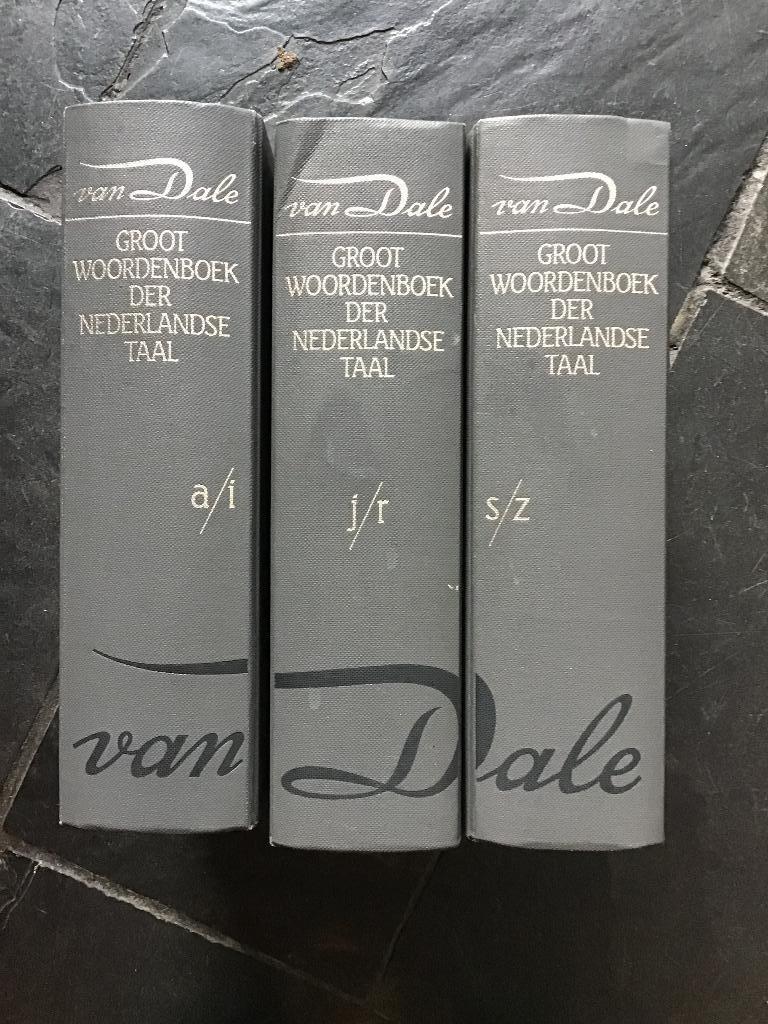 van Dale
GROOT
WOORDENBOEK
DER
NEDERLANDSE
TAAL
a/i
van Dale
GROOT
WOORDENBOEK
DER
NEDERLANDSE
TAAL
j/r
van Dale
GROOT
WOORDENBOEK
DER
NEDERLANDSE
TAAL
s/z
van Dale